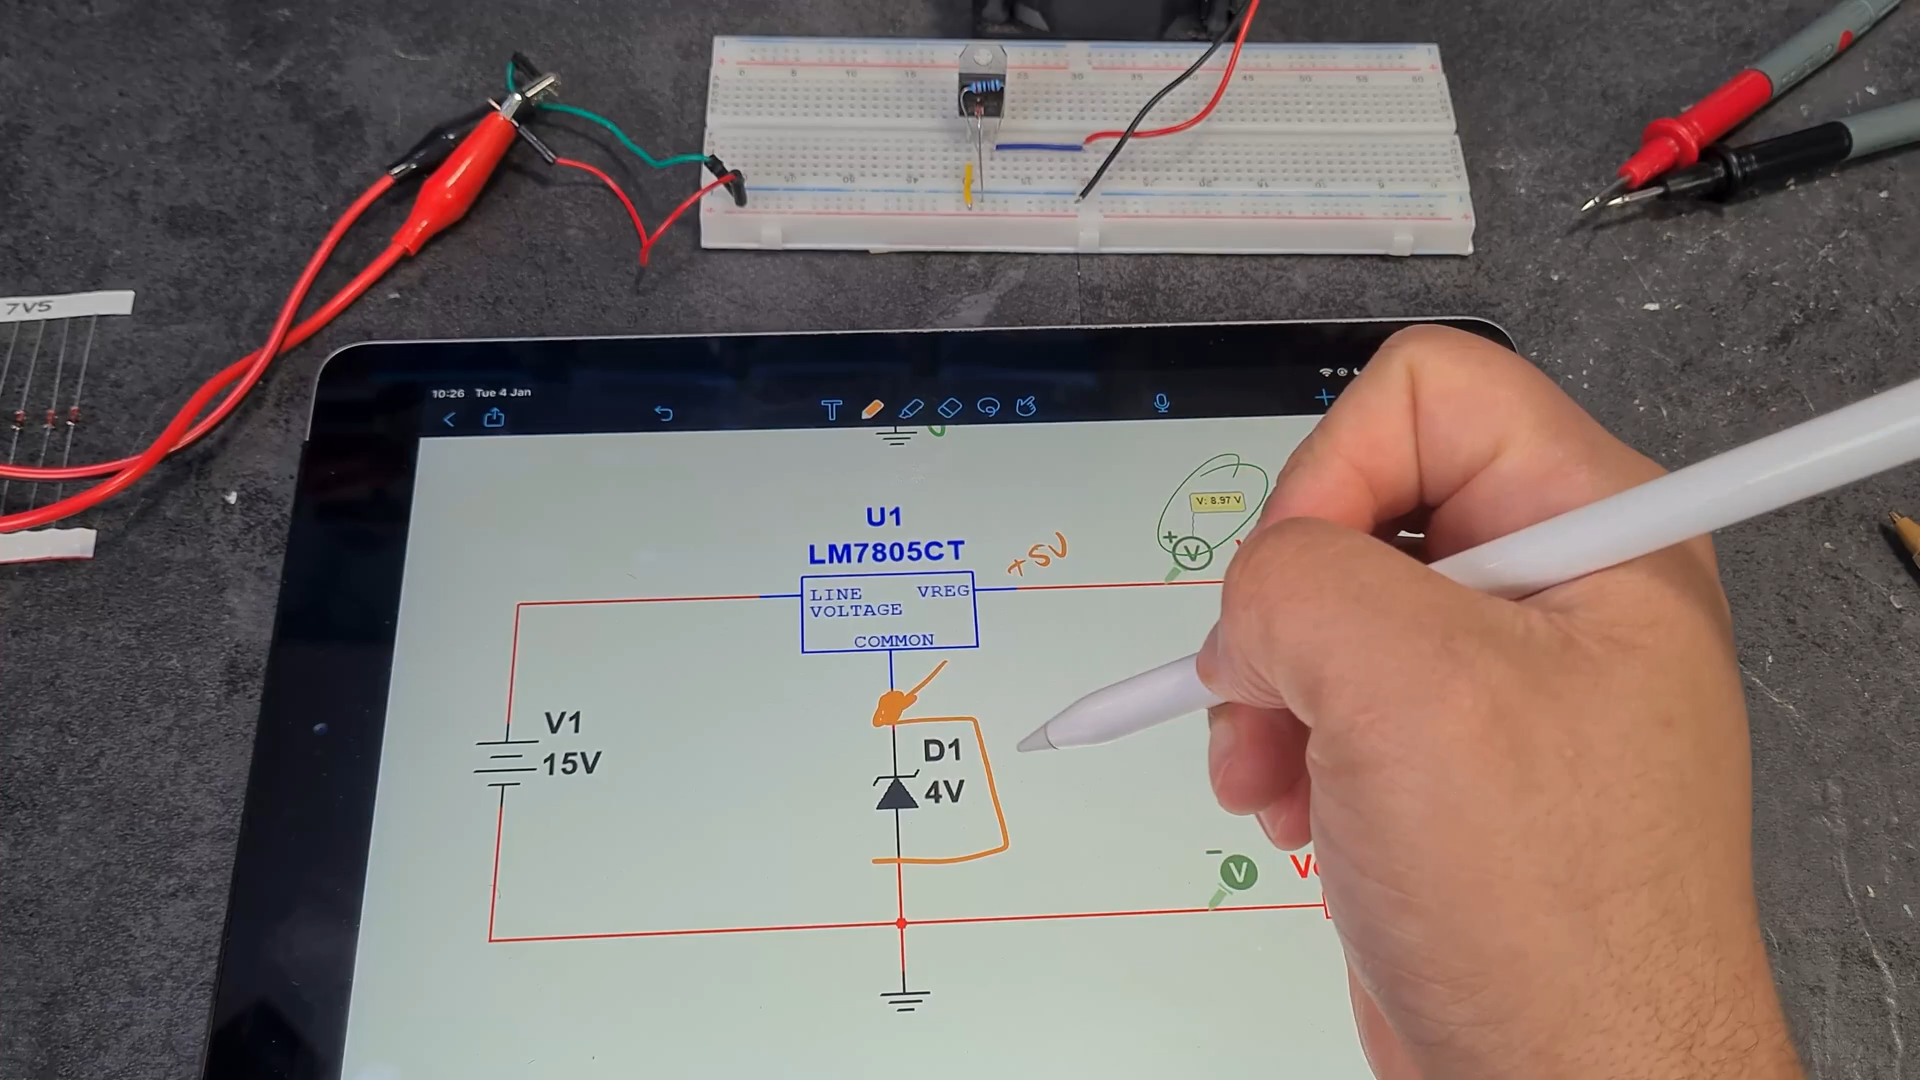 7V5
10:26 Tue 4 Jan
T
V: 8.97 V
+
V
U1
LM7805CT
+5V
LINE
VOLTAGE
VREG
COMMON
V1
15V
D1
4V
V